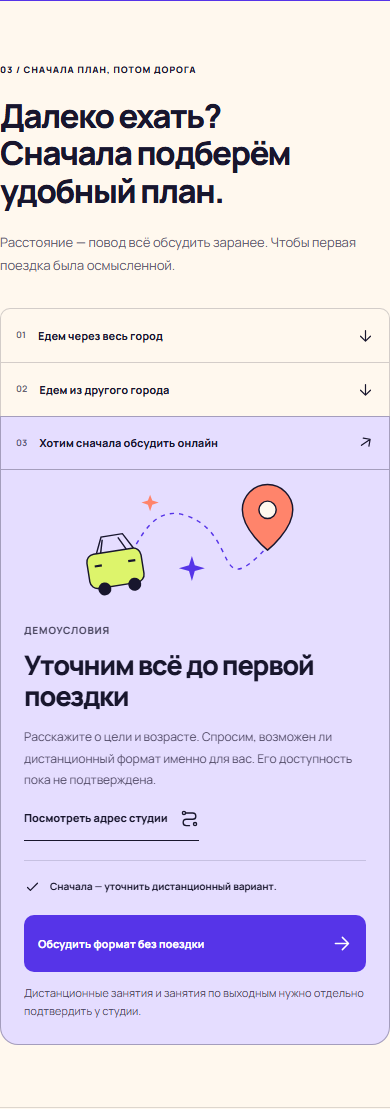 03 / СНАЧАЛА ПЛАН, ПОТОМ ДОРОГА
Далеко ехать?
Сначала подберём
удобный план.
Расстояние — повод всё обсудить заранее. Чтобы первая
поездка была осмысленной.
01 Едем через весь город
02 Едем из другого города
03 Хотим сначала обсудить онлайн
ДЕМОУСЛОВИЯ
Уточним всё до первой
поездки
Расскажите о цели и возрасте. Спросим, возможен ли
дистанционный формат именно для вас. Его доступность
пока не подтверждена.
Посмотреть адрес студии
Сначала — уточнить дистанционный вариант.
Обсудить формат без поездки
Дистанционные занятия и занятия по выходным нужно отдельно
подтвердить у студии.